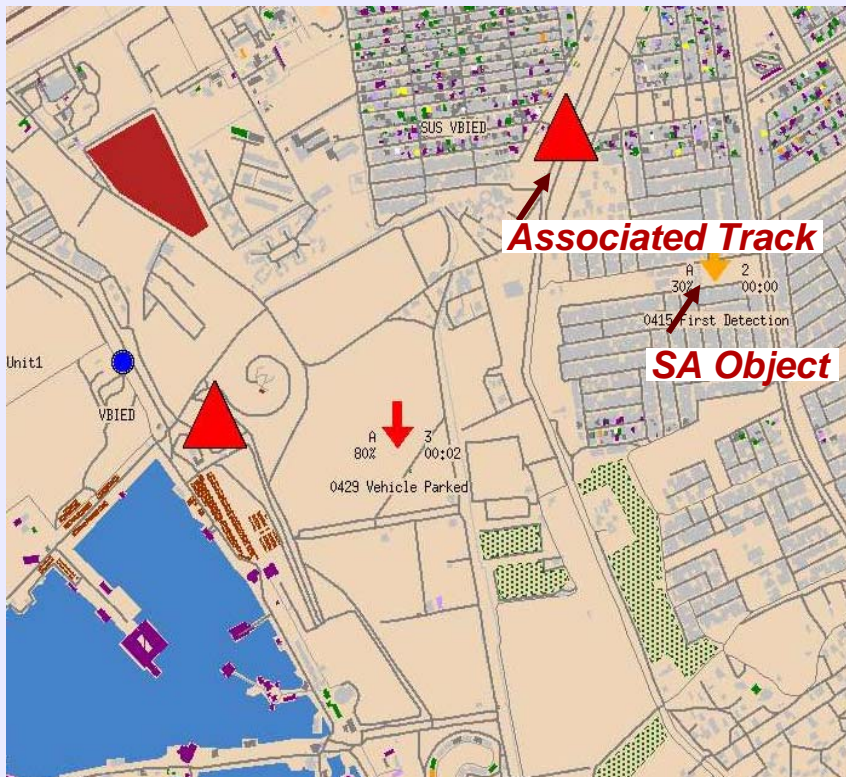 SUS VBIED
Associated Track
A 2
30% 00:00
0415 First Detection
SA Object
Unit1
VBIED
A 3
80% 00:02
0429 Vehicle Parked